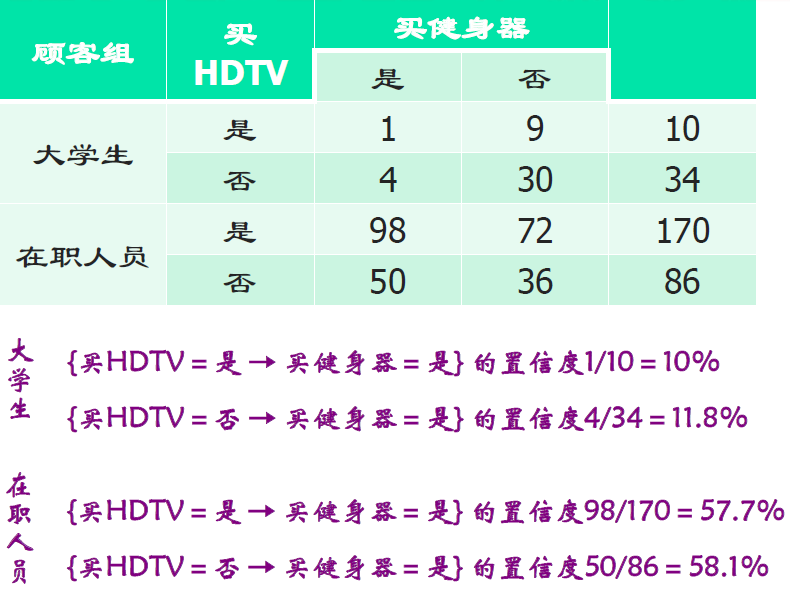 顾客组 买HDTV 买健身器
是 否
大学生 是 1 9 10
否 4 30 34
在职人员 是 98 72 170
否 50 36 86
大学生
{买HDTV = 是 → 买健身器 = 是} 的置信度1/10 = 10%
{买HDTV = 否 → 买健身器 = 是} 的置信度4/34 = 11.8%
在职人员
{买HDTV = 是 → 买健身器 = 是} 的置信度98/170 = 57.7%
{买HDTV = 否 → 买健身器 = 是} 的置信度50/86 = 58.1%